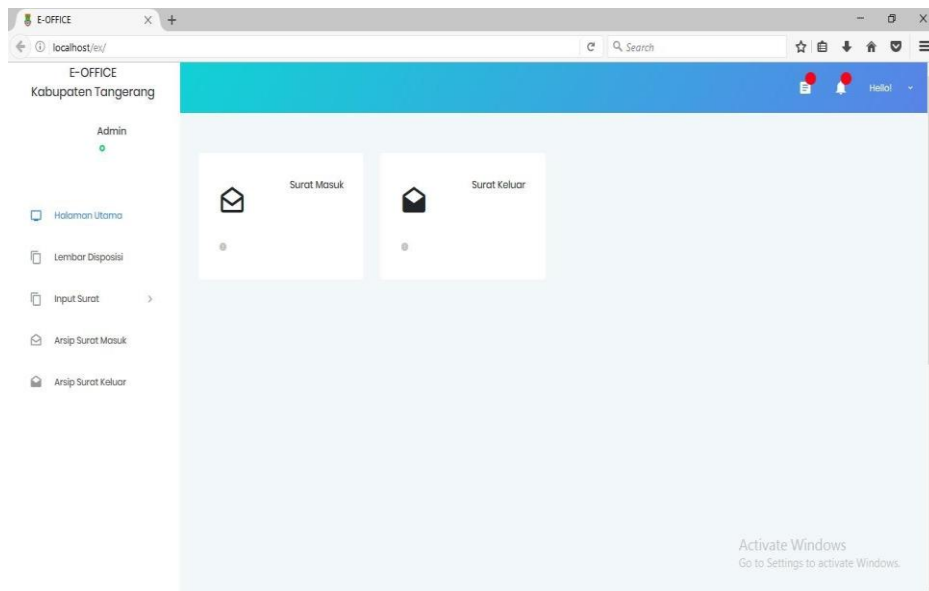 E-OFFICE
localhost/ex/
Search
E-OFFICE
Kabupaten Tangerang
Hello!
Admin
Surat Masuk
Surat Keluar
Halaman Utama
Lembar Disposisi
Input Surat
Arsip Surat Masuk
Arsip Surat Keluar
Activate Windows
Go to Settings to activate Windows.